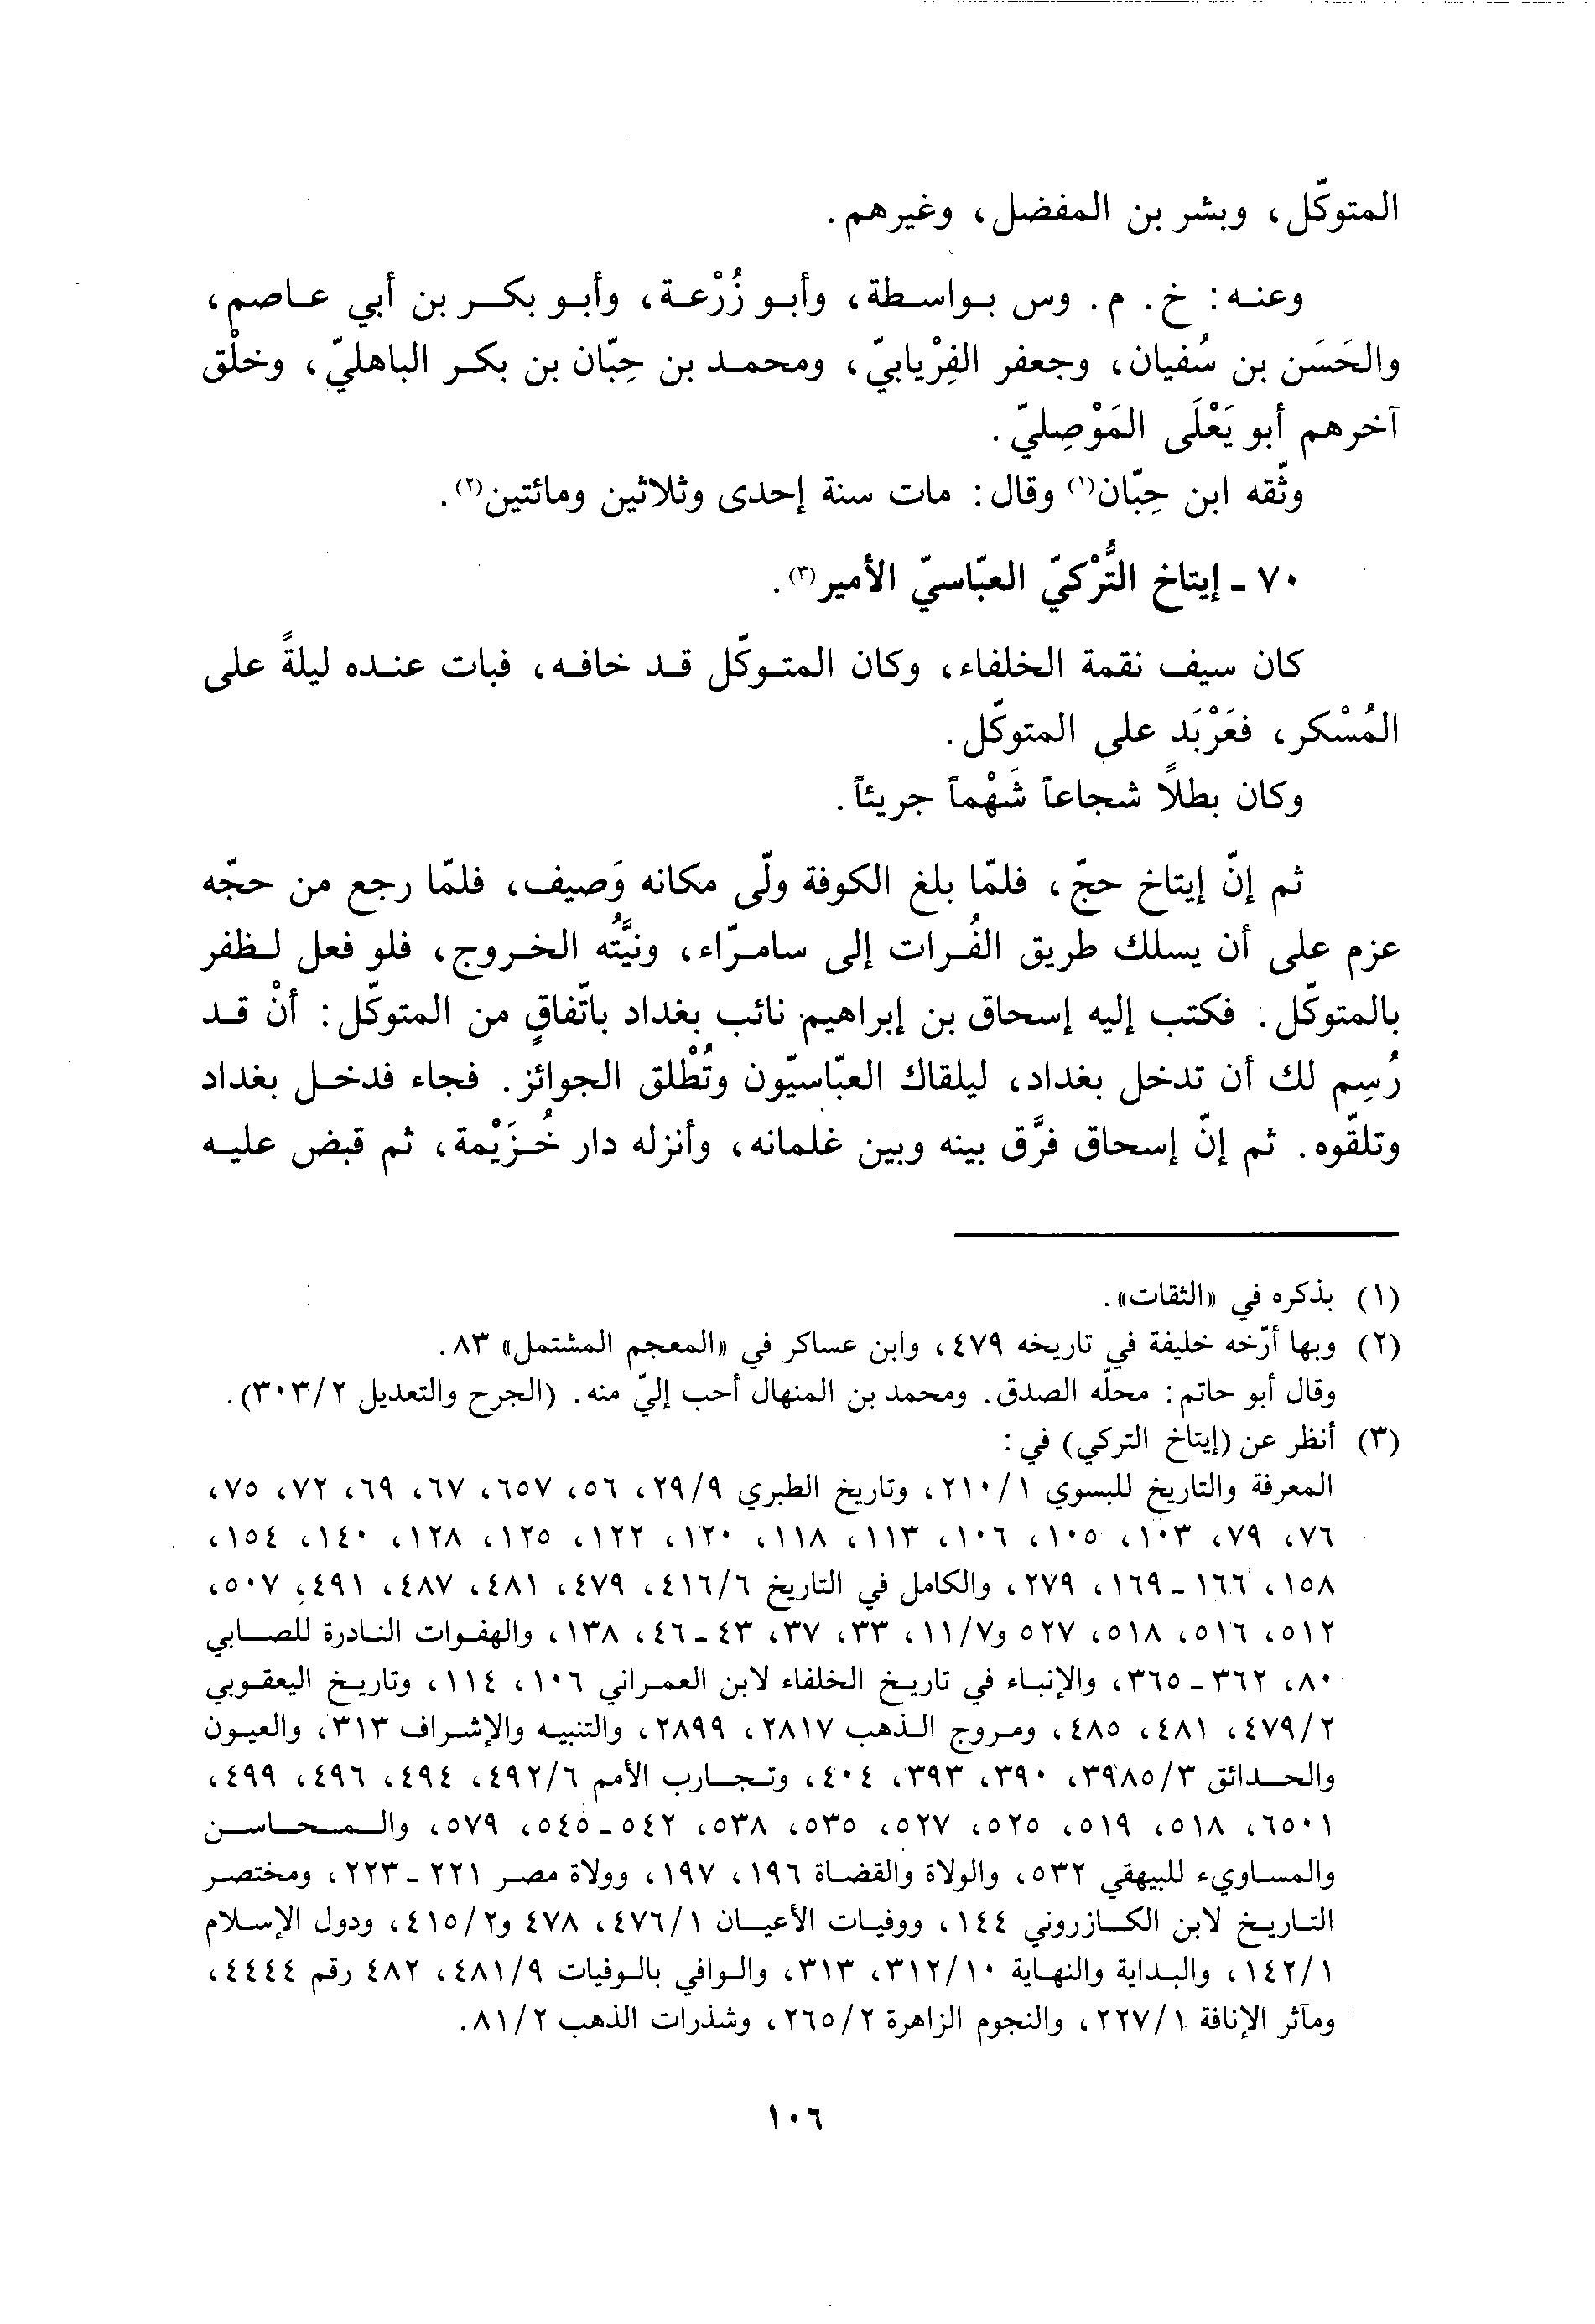 المتوكّل، وبشر بن المفضل، وغيرهم.
وعنه: خ. م. وس بواسطة، وأبو زُرْعة، وأبو بكر بن أبي عاصم،
والحَسَن بن سُفيان، وجعفر الفِرْيابيّ، ومحمد بن حِبّان بن بكر الباهليّ، وخلْق
آخرهم أبو يَعْلَى المَوْصِليّ.
وثّقه ابن حِبّان(١) وقال: مات سنة إحدى وثلاثين ومائتين(٢).
٧٠ - إيتاخ التُّرْكيّ العبّاسيّ الأمير(٣).
كان سيف نقمة الخلفاء، وكان المتوكّل قد خافه، فبات عنده ليلةً على
المُسْكر، فعَرْبَد على المتوكّل.
وكان بطلاً شجاعاً شَهْماً جريئاً.
ثم إنّ إيتاخ حجّ، فلمّا بلغ الكوفة ولّى مكانه وَصيف، فلمّا رجع من حجّه
عزم على أن يسلك طريق الفُرات إلى سامرّاء، ونيَّتُه الخروج، فلو فعل لظفر
بالمتوكّل. فكتب إليه إسحاق بن إبراهيم نائب بغداد باتّفاقٍ من المتوكّل: أنْ قد
رُسِم لك أن تدخل بغداد، ليلقاك العبّاسيّون وتُطْلق الجوائز. فجاء فدخل بغداد
وتلقّوه. ثم إنّ إسحاق فرَّق بينه وبين غلمانه، وأنزله دار خُزَيْمة، ثم قبض عليه
(١) بذكره في «الثقات».
(٢) وبها أرّخه خليفة في تاريخه ٤٧٩، وابن عساكر في «المعجم المشتمل» ٨٣.
وقال أبو حاتم: محلّه الصدق. ومحمد بن المنهال أحب إليّ منه. (الجرح والتعديل ٣٠٣/٢).
(٣) أنظر عن (إيتاخ التركي) في:
المعرفة والتاريخ للبسوي ٢١٠/١، وتاريخ الطبري ٢٩/٩، ٥٦، ٦٥٧، ٦٧، ٦٩، ٧٢، ٧٥،
٧٦، ٧٩، ١٠٣، ١٠٥، ١٠٦، ١١٣، ١١٨، ١٢٠، ١٢٢، ١٢٥، ١٢٨، ١٤٠، ١٥٤،
١٥٨، ١٦٦ - ١٦٩، ٢٧٩، والكامل في التاريخ ٤١٦/٦، ٤٧٩، ٤٨١، ٤٨٧، ٤٩١، ٥٠٧،
٥١٢، ٥١٦، ٥١٨، ٥٢٧ و١١/٧، ٣٣، ٣٧، ٤٣ - ٤٦، ١٣٨، والهفوات النادرة للصابي
٨٠، ٣٦٢ - ٣٦٥، والإنباء في تاريخ الخلفاء لابن العمراني ١٠٦، ١١٤، وتاريخ اليعقوبي
٤٧٩/٢، ٤٨١، ٤٨٥، ومروج الذهب ٢٨١٧، ٢٨٩٩، والتنبيه والإشراف ٣١٣، والعيون
والحدائق ٣٩٨٥/٣، ٣٩٠، ٣٩٣، ٤٠٤، وتجارب الأمم ٤٩٢/٦، ٤٩٤، ٤٩٦، ٤٩٩،
٦٥٠١، ٥١٨، ٥١٩، ٥٢٥، ٥٢٧، ٥٣٥، ٥٣٨، ٥٤٢ - ٥٤٥، ٥٧٩، والمحاسن
والمساويء للبيهقي ٥٣٢، والولاة والقضاة ١٩٦، ١٩٧، وولاة مصر ٢٢١ - ٢٢٣، ومختصر
التاريخ لابن الكازروني ١٤٤، ووفيات الأعيان ٤٧٦/١، ٤٧٨ و٤١٥/٢، ودول الإسلام
١٤٢/١، والبداية والنهاية ٣١٢/١٠، ٣١٣، والوافي بالوفيات ٤٨١/٩، ٤٨٢ رقم ٤٤٤٤،
ومآثر الإنافة ٢٢٧/١، والنجوم الزاهرة ٢٦٥/٢، وشذرات الذهب ٨١/٢.
١٠٦